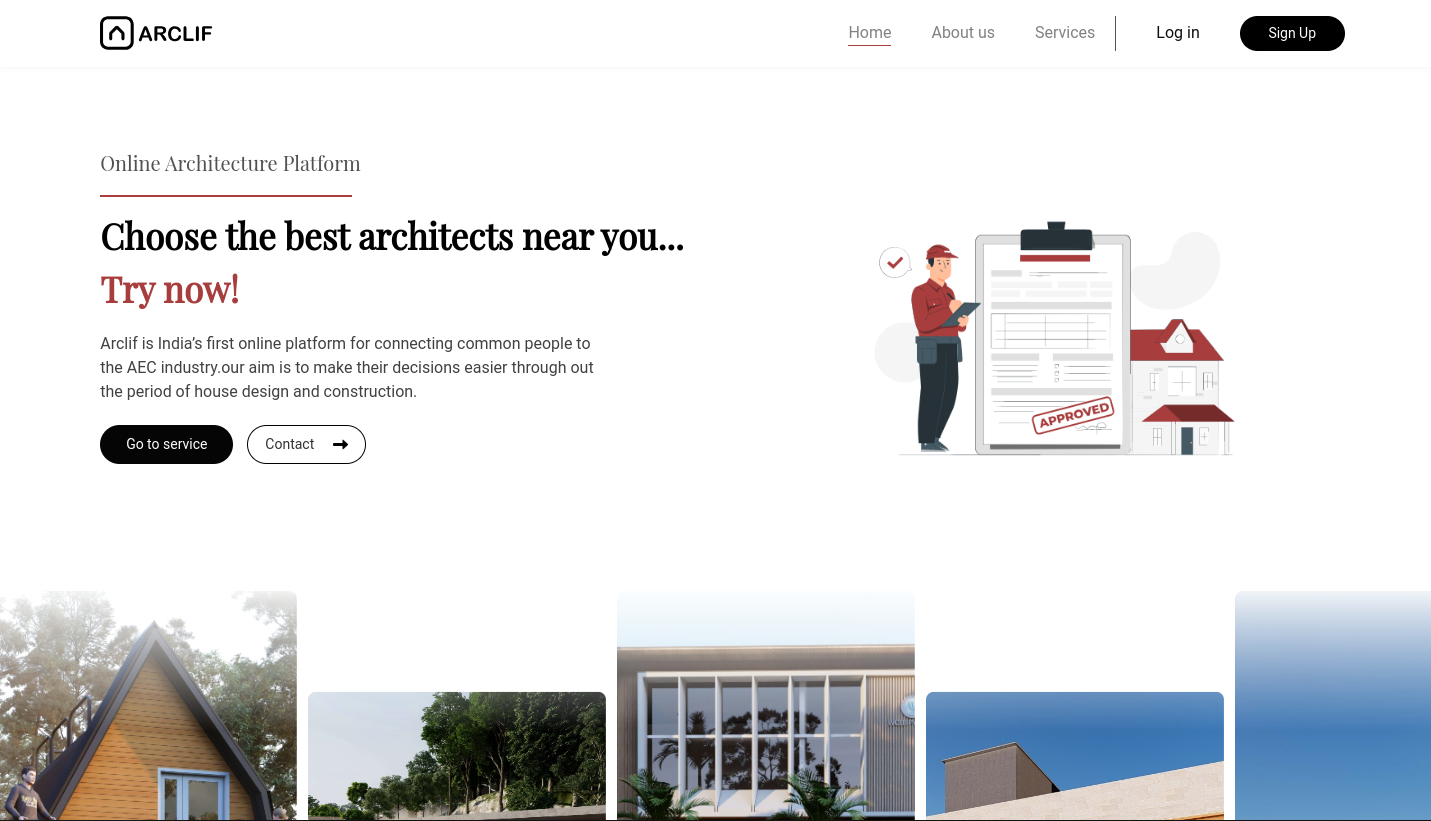 ARCLIF
Home
About us
Services
Log in
Sign Up
Online Architecture Platform
Choose the best architects near you...
Try now!
Arclif is India’s first online platform for connecting common people to
the AEC industry.our aim is to make their decisions easier through out
the period of house design and construction.
Go to service
Contact
APPROVED